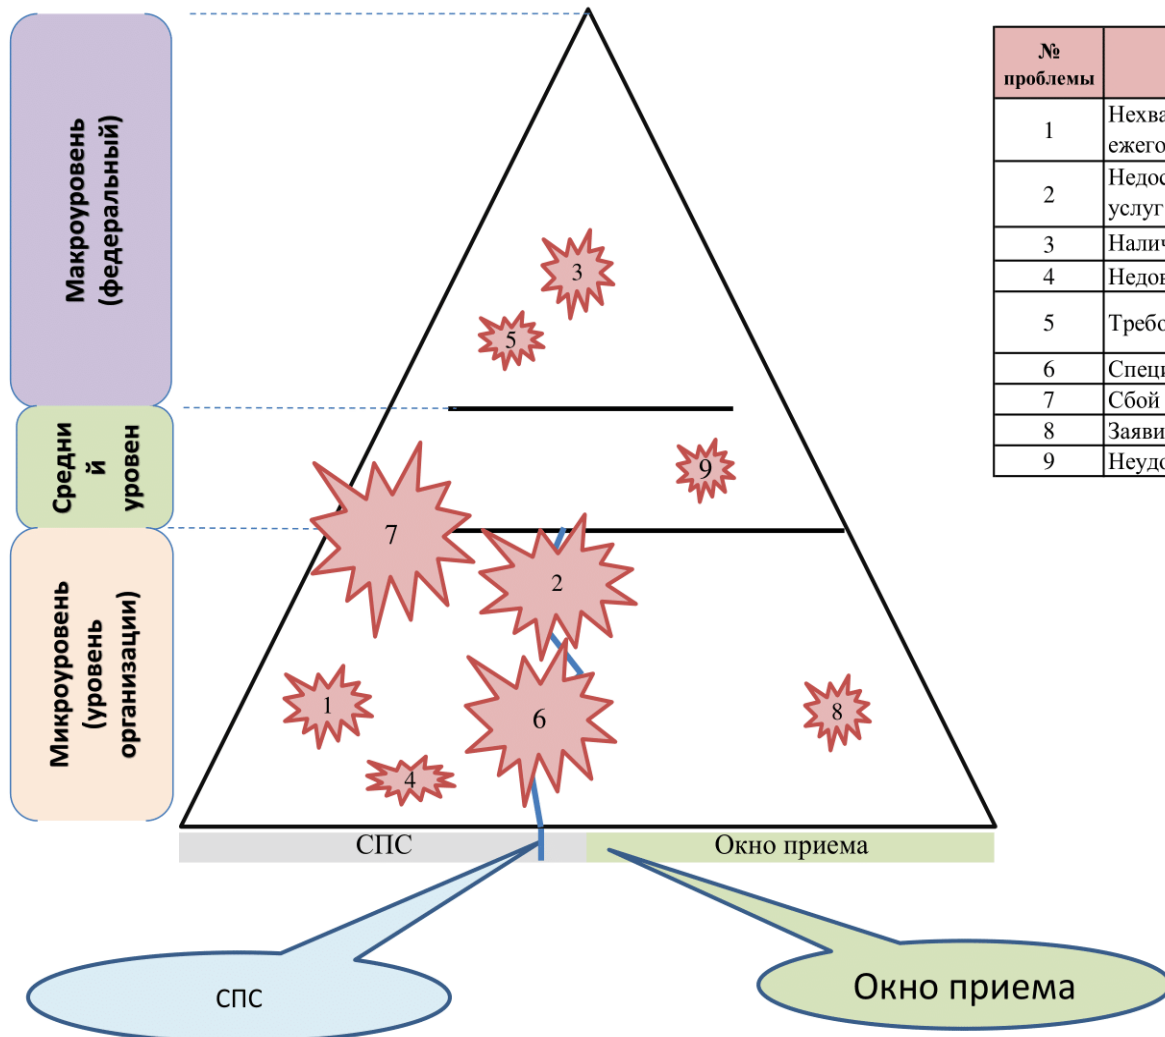 Макроуровень
(федеральный)
Средни
й
уровен
Микроуровень
(уровень
организации)
3
5
9
7
2
1
6
8
4
СПС
Окно приема
СПС
Окно приема
№
проблемы
1
Нехва
ежего
2
Недос
услуг
3
Налич
4
Недов
5
Требо
6
Специ
7
Сбой
8
Заяви
9
Неудо